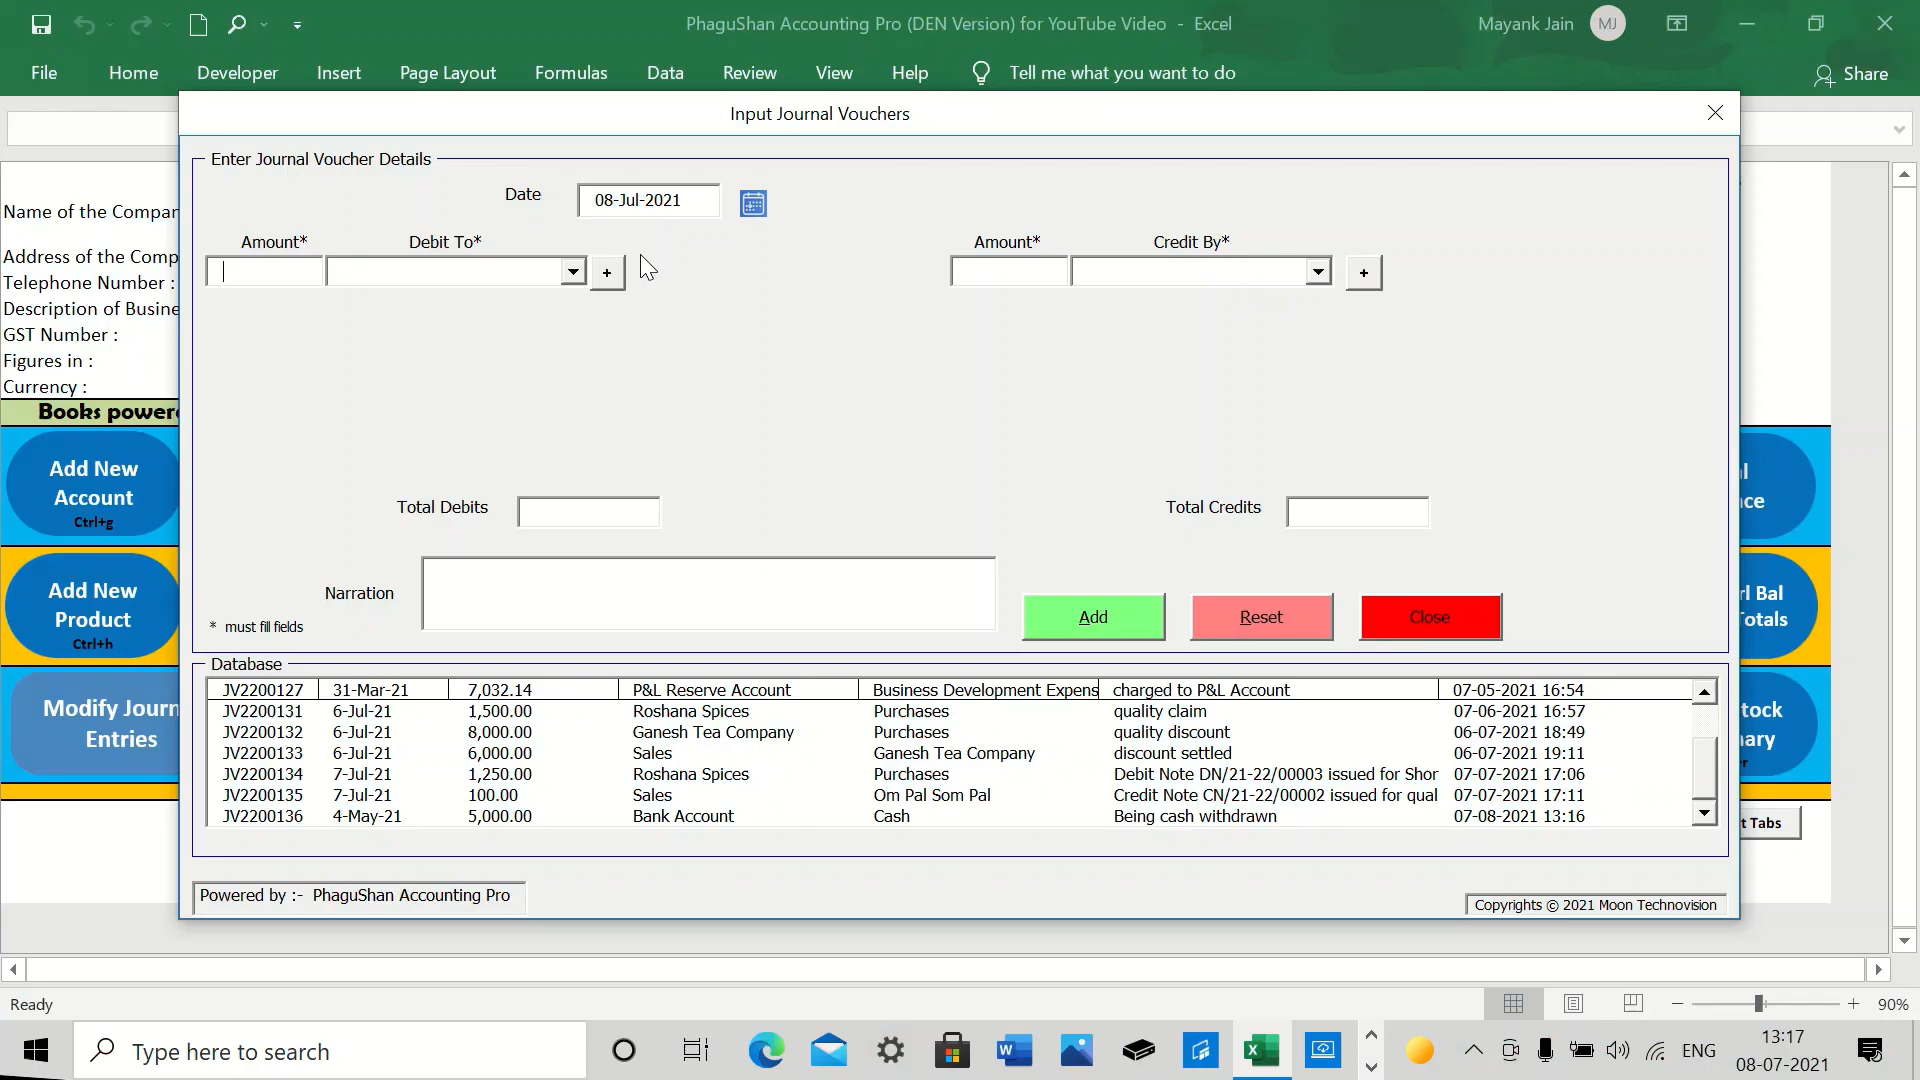 PhaguShan Accounting Pro (DEN Version) for YouTube Video - Excel
Mayank Jain
MJ
File Home Developer Insert Page Layout Formulas Data Review View Help Tell me what you want to do Share
Input Journal Vouchers
Enter Journal Voucher Details
Date 08-Jul-2021
Amount* Debit To* Amount* Credit By*
+ +
Total Debits Total Credits
Narration
* must fill fields
Add Reset Close
Database
JV2200127 31-Mar-21 7,032.14 P&L Reserve Account Business Development Expens charged to P&L Account 07-05-2021 16:54
JV2200131 6-Jul-21 1,500.00 Roshana Spices Purchases quality claim 07-06-2021 16:57
JV2200132 6-Jul-21 8,000.00 Ganesh Tea Company Purchases quality discount 06-07-2021 18:49
JV2200133 6-Jul-21 6,000.00 Sales Ganesh Tea Company discount settled 06-07-2021 19:11
JV2200134 7-Jul-21 1,250.00 Roshana Spices Purchases Debit Note DN/21-22/00003 issued for Shor 07-07-2021 17:06
JV2200135 7-Jul-21 100.00 Sales Om Pal Som Pal Credit Note CN/21-22/00002 issued for qual 07-07-2021 17:11
JV2200136 4-May-21 5,000.00 Bank Account Cash Being cash withdrawn 07-08-2021 13:16
Powered by :- PhaguShan Accounting Pro
Copyrights © 2021 Moon Technovision
Name of the Compan
Address of the Comp
Telephone Number :
Description of Busine
GST Number :
Figures in :
Currency :
Books powere
Add New
Account
Ctrl+g
Add New
Product
Ctrl+h
Modify Journ
Entries
l
ce
rl Bal
otals
tock
ary
r
t Tabs
Ready
90%
Type here to search
ENG
13:17
08-07-2021